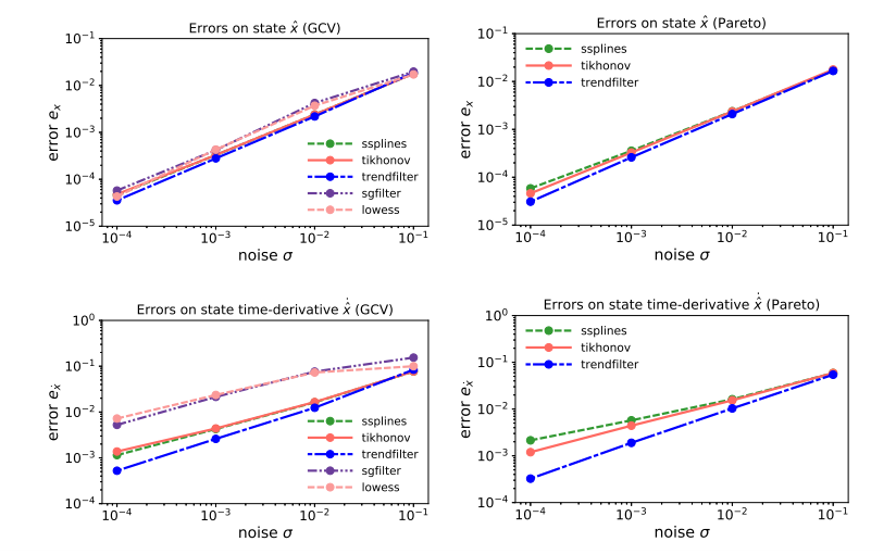 Errors on state x̂ (GCV)
10⁻¹
10⁻²
10⁻³
10⁻⁴
10⁻⁵
error eₓ
ssplines
tikhonov
trendfilter
sgfilter
lowess
10⁻⁴ 10⁻³ 10⁻² 10⁻¹
noise σ
Errors on state x̂ (Pareto)
10⁻¹
10⁻²
10⁻³
10⁻⁴
10⁻⁵
error eₓ
ssplines
tikhonov
trendfilter
10⁻⁴ 10⁻³ 10⁻² 10⁻¹
noise σ
Errors on state time-derivative ẋ̂ (GCV)
10⁰
10⁻¹
10⁻²
10⁻³
10⁻⁴
error e_ẋ
ssplines
tikhonov
trendfilter
sgfilter
lowess
10⁻⁴ 10⁻³ 10⁻² 10⁻¹
noise σ
Errors on state time-derivative ẋ̂ (Pareto)
10⁰
10⁻¹
10⁻²
10⁻³
10⁻⁴
error e_ẋ
ssplines
tikhonov
trendfilter
10⁻⁴ 10⁻³ 10⁻² 10⁻¹
noise σ